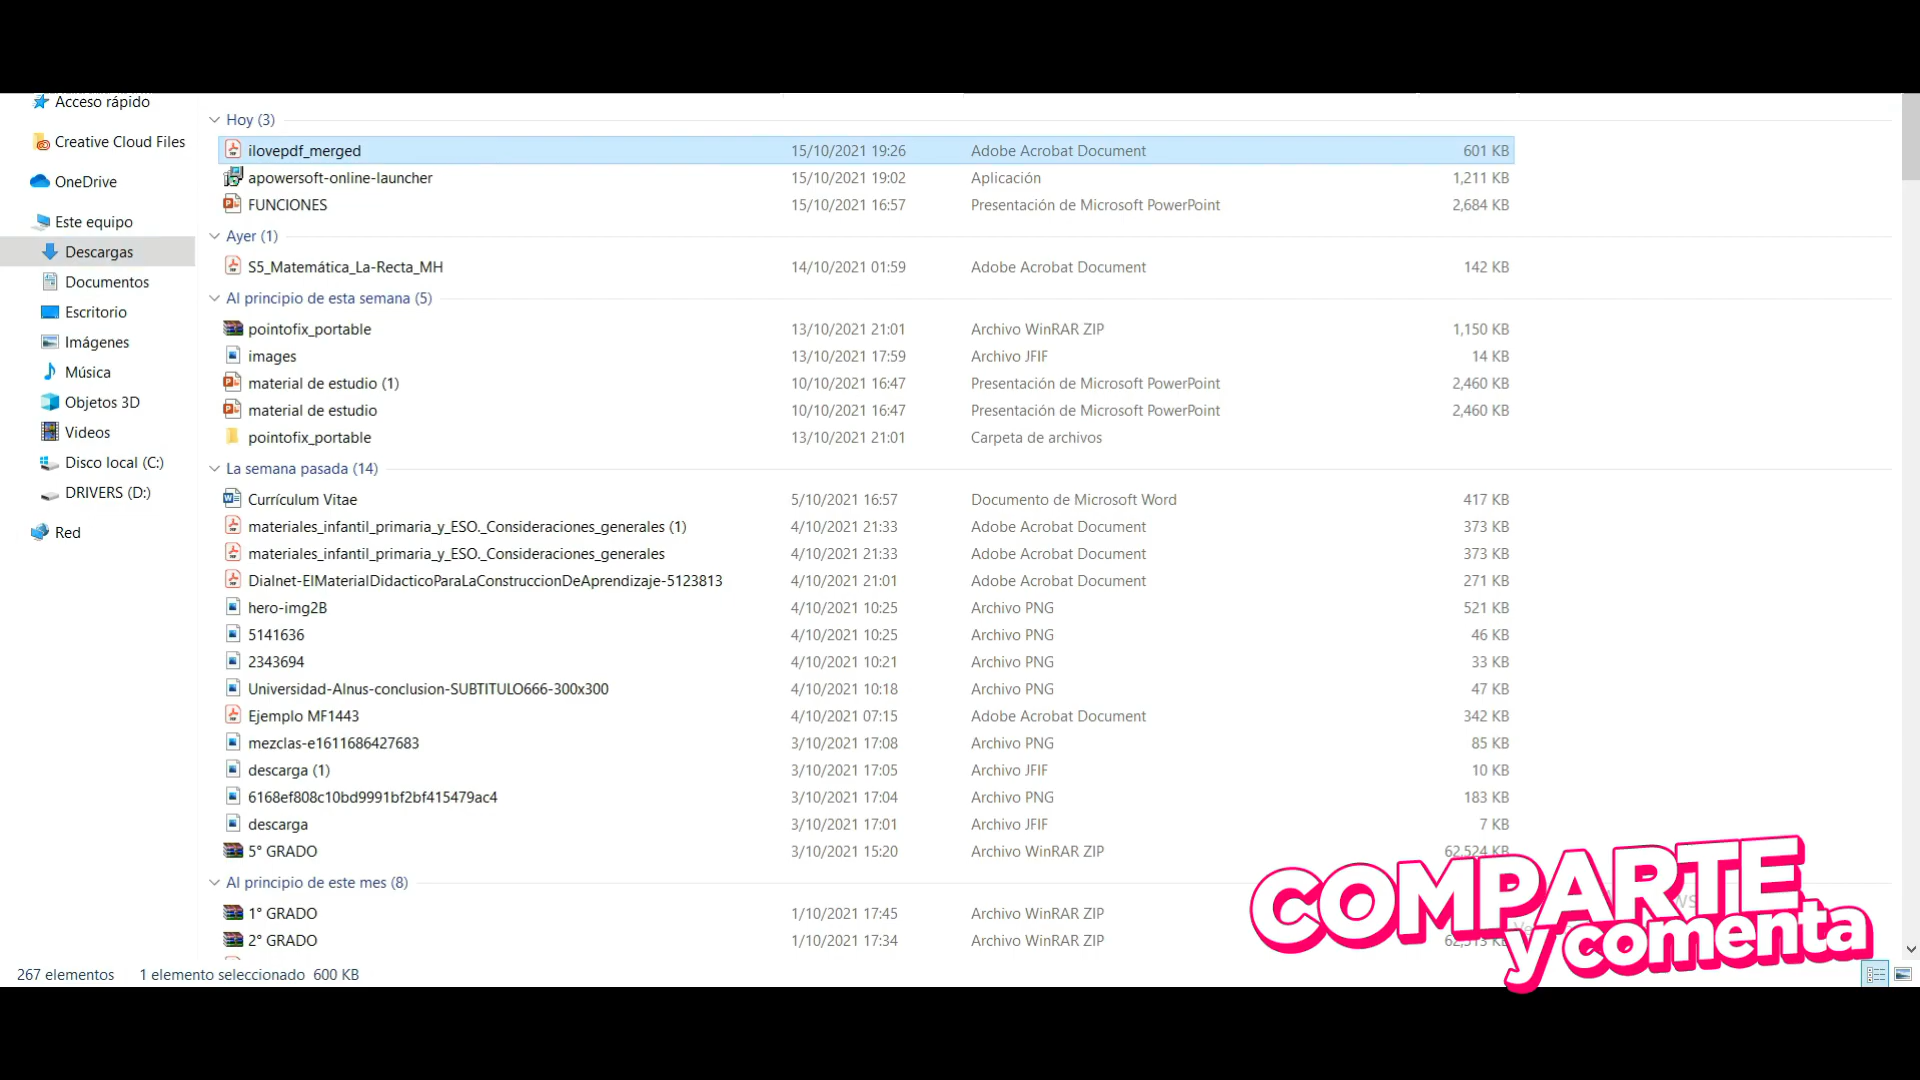 Acceso rápido
Creative Cloud Files
OneDrive
Este equipo
Descargas
Documentos
Escritorio
Imágenes
Música
Objetos 3D
Videos
Disco local (C:)
DRIVERS (D:)
Red
Hoy (3)
ilovepdf_merged 15/10/2021 19:26 Adobe Acrobat Document 601 KB
apowersoft-online-launcher 15/10/2021 19:02 Aplicación 1,211 KB
FUNCIONES 15/10/2021 16:57 Presentación de Microsoft PowerPoint 2,684 KB
Ayer (1)
S5_Matemática_La-Recta_MH 14/10/2021 01:59 Adobe Acrobat Document 142 KB
Al principio de esta semana (5)
pointofix_portable 13/10/2021 21:01 Archivo WinRAR ZIP 1,150 KB
images 13/10/2021 17:59 Archivo JFIF 14 KB
material de estudio (1) 10/10/2021 16:47 Presentación de Microsoft PowerPoint 2,460 KB
material de estudio 10/10/2021 16:47 Presentación de Microsoft PowerPoint 2,460 KB
pointofix_portable 13/10/2021 21:01 Carpeta de archivos
La semana pasada (14)
Currículum Vitae 5/10/2021 16:57 Documento de Microsoft Word 417 KB
materiales_infantil_primaria_y_ESO._Consideraciones_generales (1) 4/10/2021 21:33 Adobe Acrobat Document 373 KB
materiales_infantil_primaria_y_ESO._Consideraciones_generales 4/10/2021 21:33 Adobe Acrobat Document 373 KB
Dialnet-ElMaterialDidacticoParaLaConstruccionDeAprendizaje-5123813 4/10/2021 21:01 Adobe Acrobat Document 271 KB
hero-img2B 4/10/2021 10:25 Archivo PNG 521 KB
5141636 4/10/2021 10:25 Archivo PNG 46 KB
2343694 4/10/2021 10:21 Archivo PNG 33 KB
Universidad-Alnus-conclusion-SUBTITULO666-300x300 4/10/2021 10:18 Archivo PNG 47 KB
Ejemplo MF1443 4/10/2021 07:15 Adobe Acrobat Document 342 KB
mezclas-e1611686427683 3/10/2021 17:08 Archivo PNG 85 KB
descarga (1) 3/10/2021 17:05 Archivo JFIF 10 KB
6168ef808c10bd9991bf2bf415479ac4 3/10/2021 17:04 Archivo PNG 183 KB
descarga 3/10/2021 17:01 Archivo JFIF 7 KB
5° GRADO 3/10/2021 15:20 Archivo WinRAR ZIP 62,524 KB
Al principio de este mes (8)
1° GRADO 1/10/2021 17:45 Archivo WinRAR ZIP
2° GRADO 1/10/2021 17:34 Archivo WinRAR ZIP
COMPARTE
y comenta
267 elementos 1 elemento seleccionado 600 KB